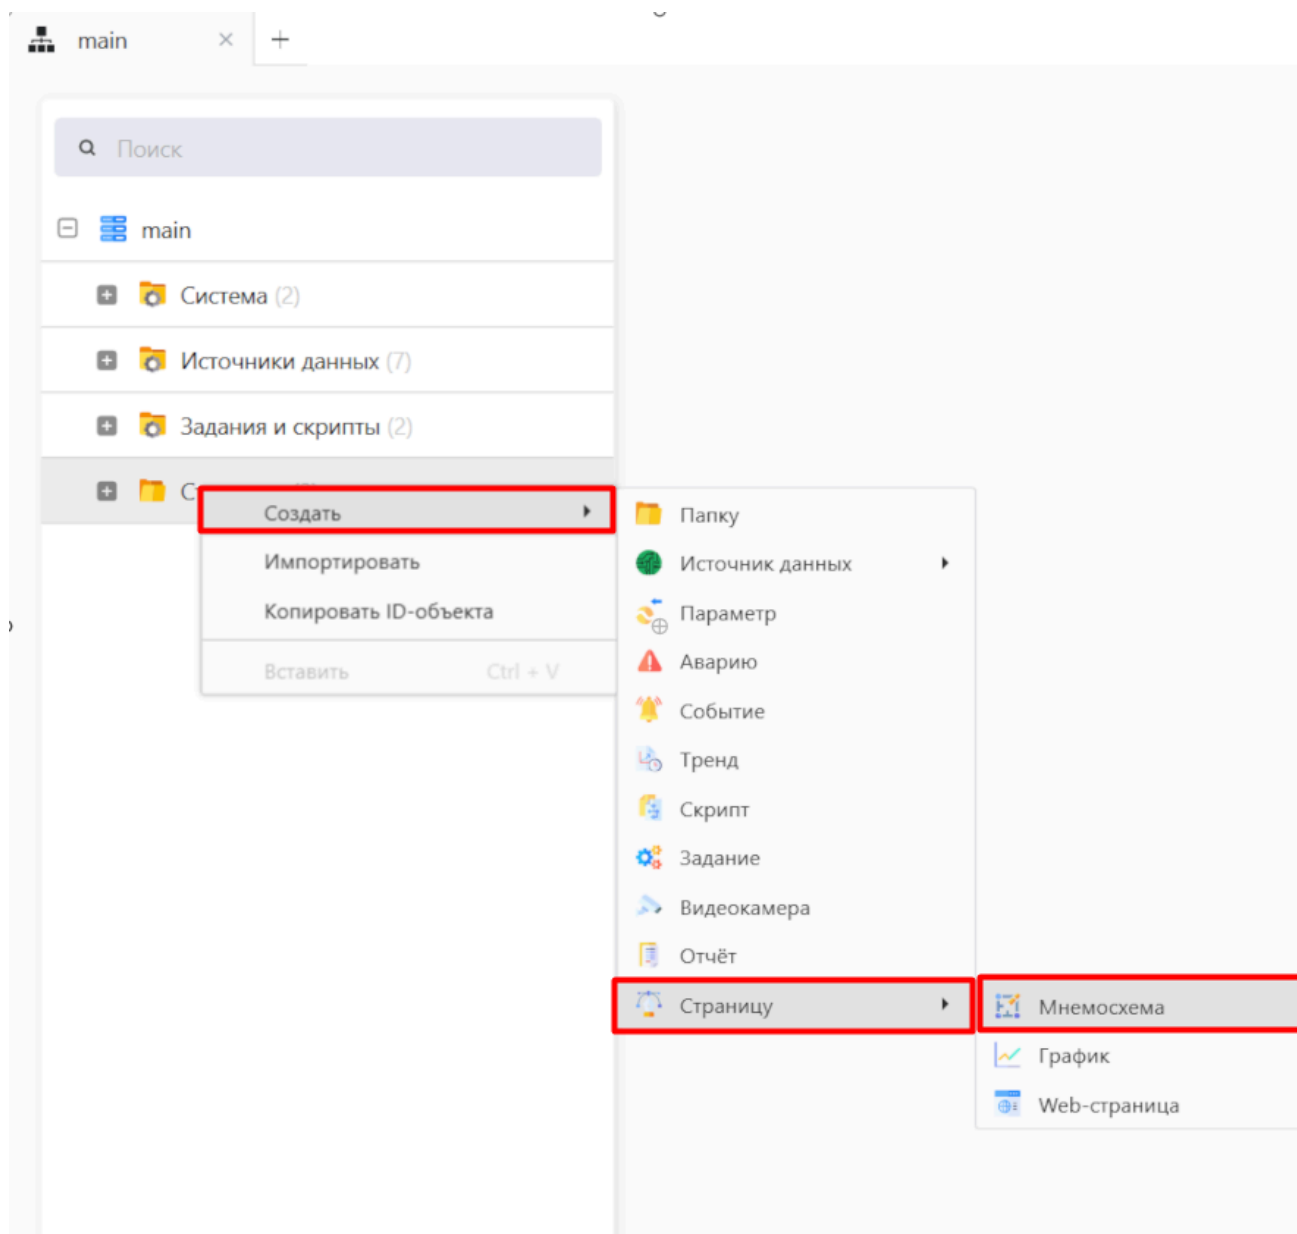 main
Поиск
main
Система (2)
Источники данных (7)
Задания и скрипты (2)
Создать
Импортировать
Копировать ID-объекта
Вставить Ctrl + V
Папку
Источник данных
Параметр
Аварию
Событие
Тренд
Скрипт
Задание
Видеокамера
Отчёт
Страницу
Мнемосхема
График
Web-страница